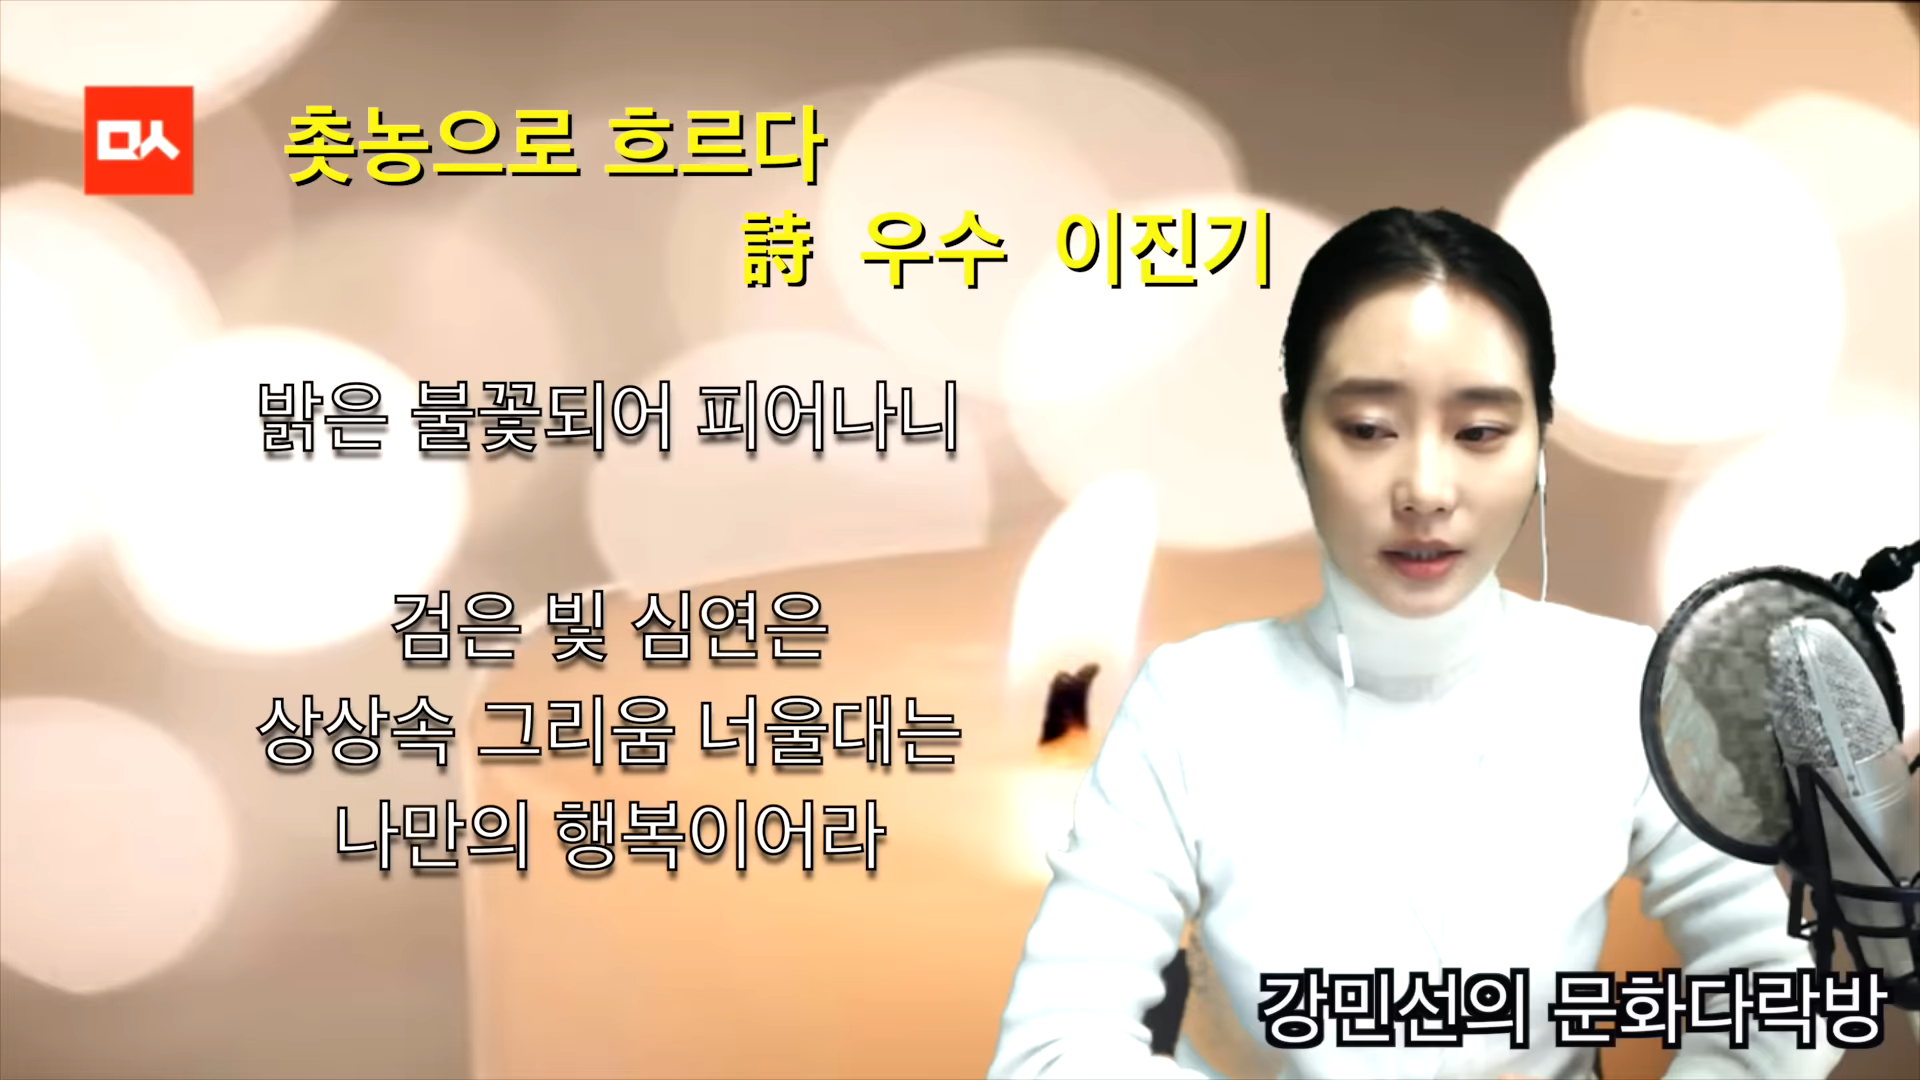 촛농으로 흐르다
詩 우수 이진기
밝은 불꽃되어 피어나니
검은 빛 심연은
상상속 그리움 너울대는
나만의 행복이어라
강민선의 문화다락방